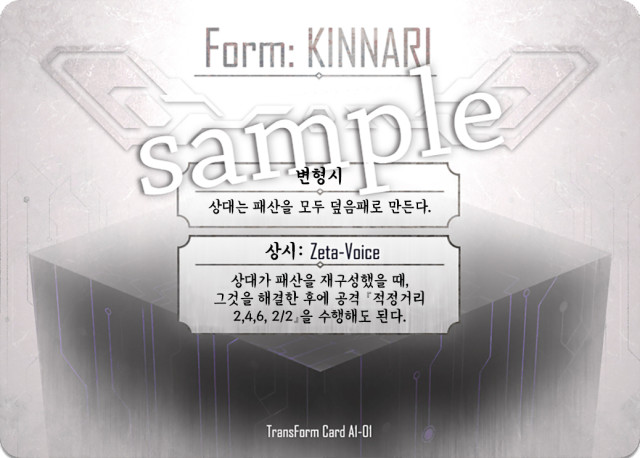 Form: KINNARI
sample
변형시
상대는 패산을 모두 덮음패로 만든다.
상시: Zeta-Voice
상대가 패산을 재구성했을 때,
그것을 해결한 후에 공격 『적정거리
2,4,6, 2/2』을 수행해도 된다.
TransForm Card A1-01